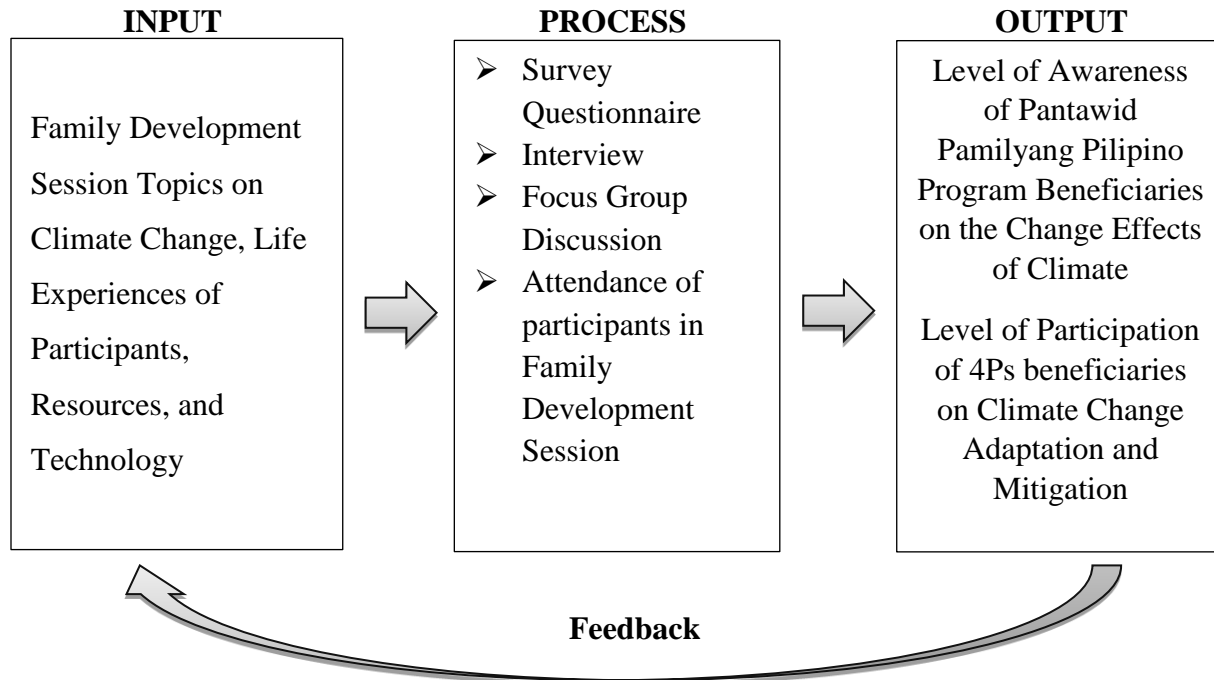 INPUT
Family Development
Session Topics on
Climate Change, Life
Experiences of
Participants,
Resources, and
Technology
PROCESS
➢ Survey
Questionnaire
➢ Interview
➢ Focus Group
Discussion
➢ Attendance of
participants in
Family
Development
Session
OUTPUT
Level of Awareness
of Pantawid
Pamilyang Pilipino
Program Beneficiaries
on the Change Effects
of Climate
Level of Participation
of 4Ps beneficiaries
on Climate Change
Adaptation and
Mitigation
Feedback